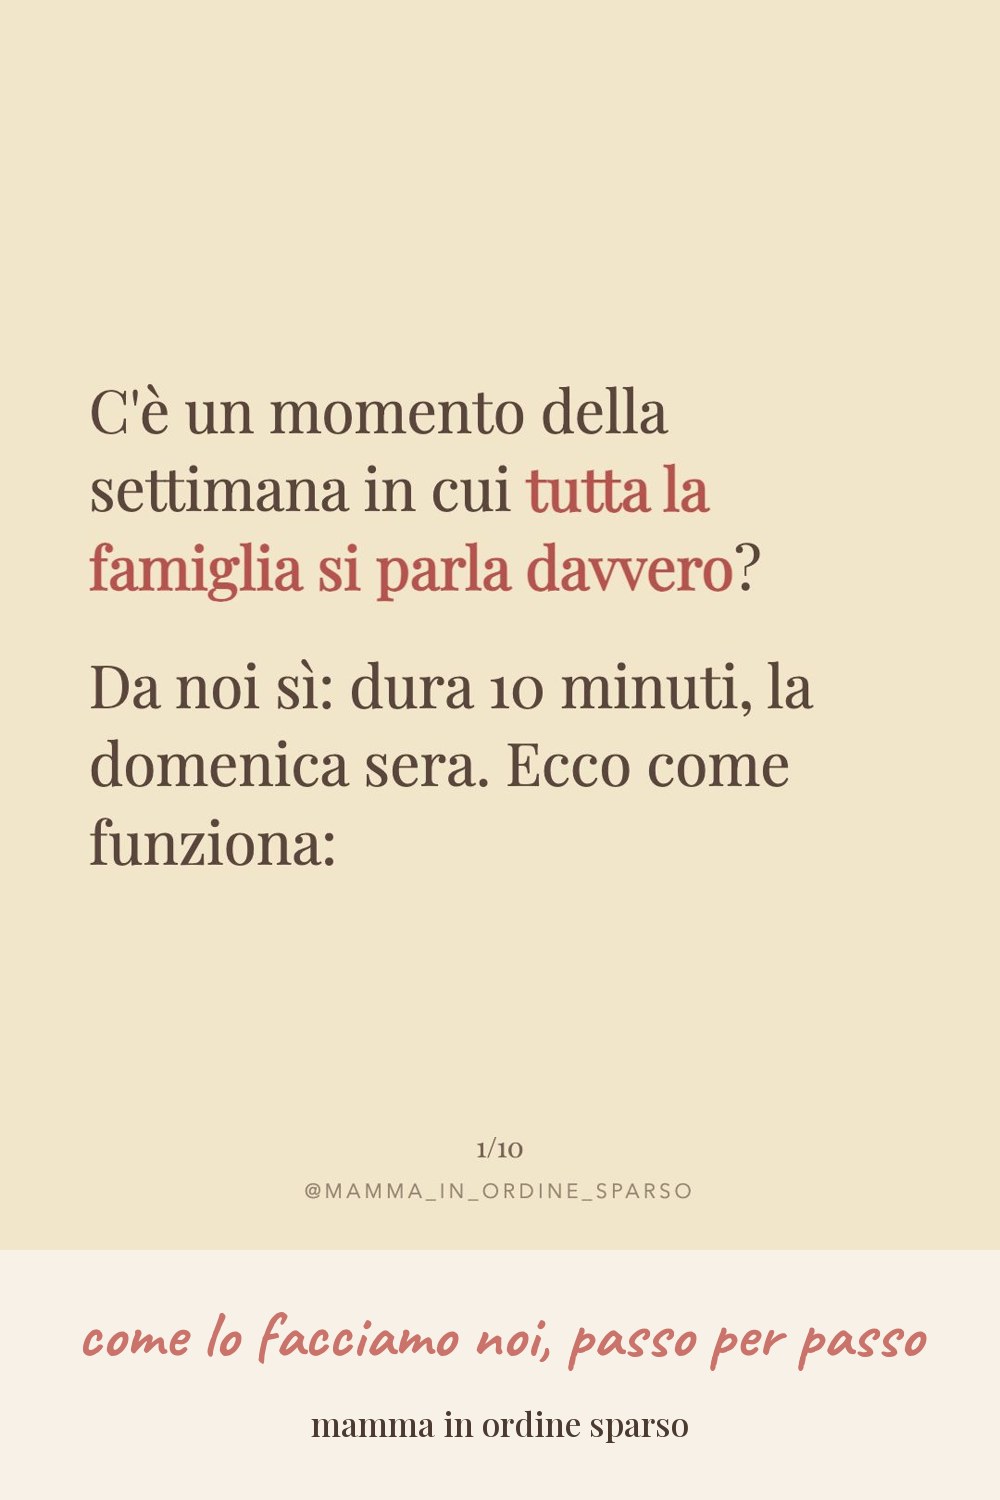 C'è un momento della
settimana in cui tutta la
famiglia si parla davvero?
Da noi sì: dura 10 minuti, la
domenica sera. Ecco come
funziona:
1/10
@MAMMA_IN_ORDINE_SPARSO
come lo facciamo noi, passo per passo
mamma in ordine sparso